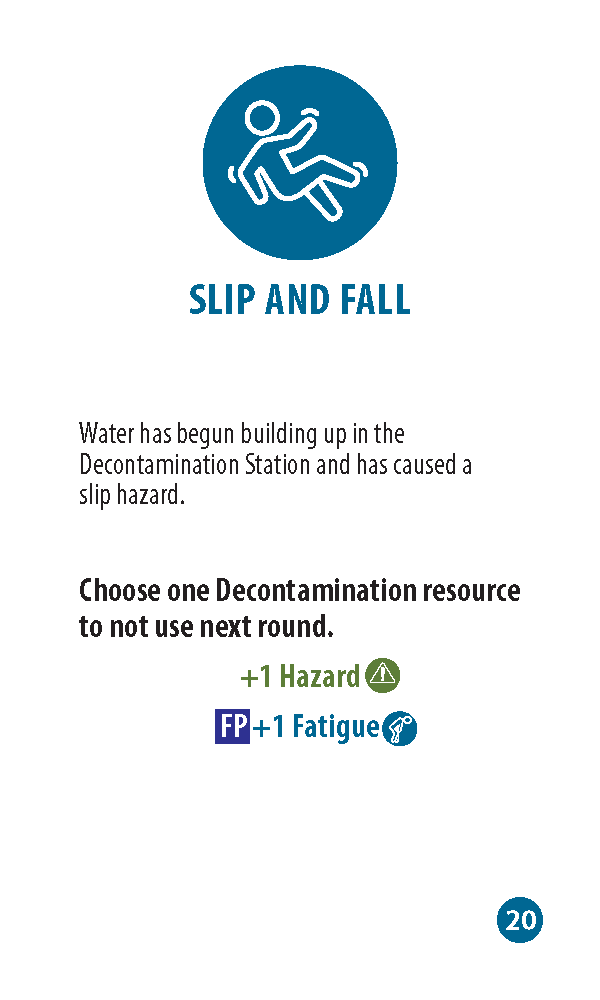 SLIP AND FALL
Water has begun building up in the
Decontamination Station and has caused a
slip hazard.
Choose one Decontamination resource
to not use next round.
+1 Hazard
FP +1 Fatigue
20